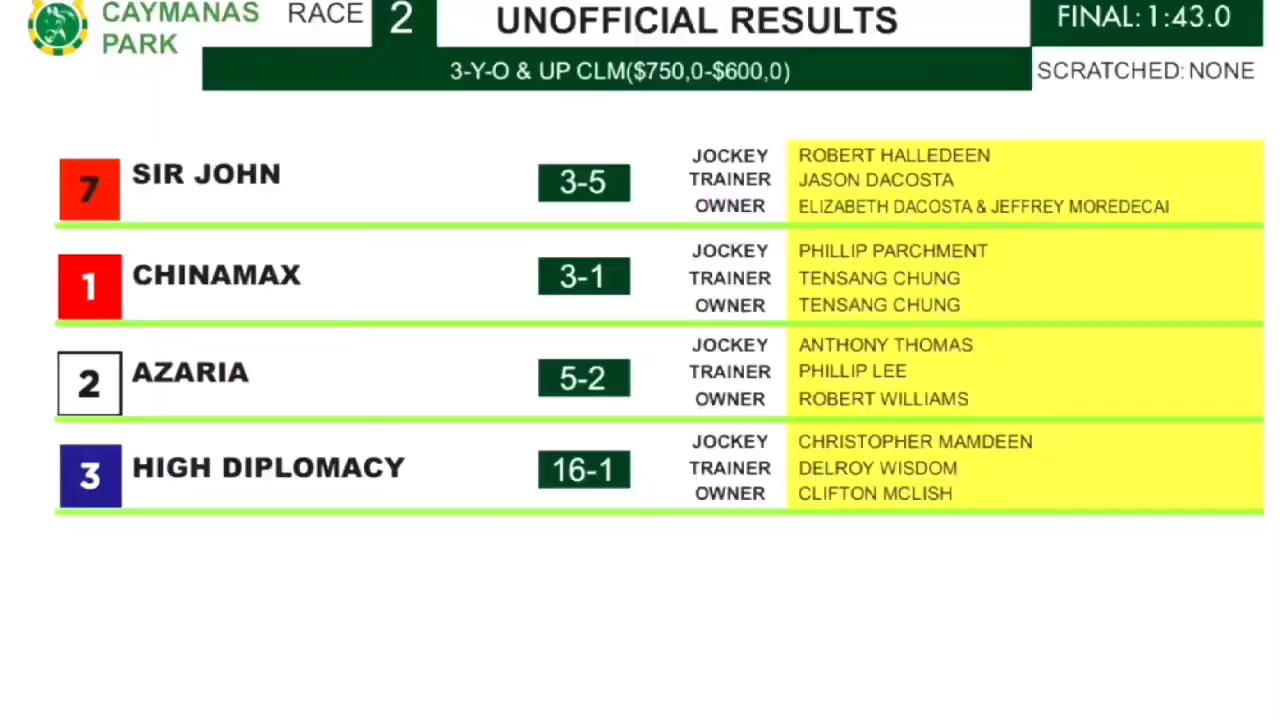 CAYMANAS PARK
RACE 2
UNOFFICIAL RESULTS
FINAL: 1:43.0
3-Y-O & UP CLM($750,0-$600,0)
SCRATCHED: NONE
7 SIR JOHN 3-5
JOCKEY ROBERT HALLEDEEN
TRAINER JASON DACOSTA
OWNER ELIZABETH DACOSTA & JEFFREY MOREDECAI
1 CHINAMAX 3-1
JOCKEY PHILLIP PARCHMENT
TRAINER TENSANG CHUNG
OWNER TENSANG CHUNG
2 AZARIA 5-2
JOCKEY ANTHONY THOMAS
TRAINER PHILLIP LEE
OWNER ROBERT WILLIAMS
3 HIGH DIPLOMACY 16-1
JOCKEY CHRISTOPHER MAMDEEN
TRAINER DELROY WISDOM
OWNER CLIFTON MCLISH